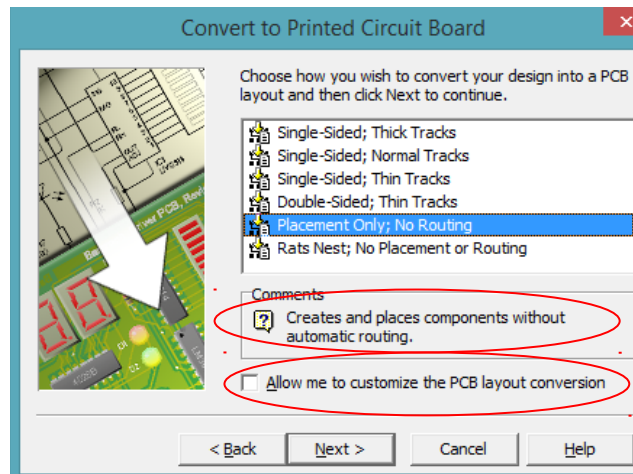 Convert to Printed Circuit Board
Choose how you wish to convert your design into a PCB
layout and then click Next to continue.
Single-Sided; Thick Tracks
Single-Sided; Normal Tracks
Single-Sided; Thin Tracks
Double-Sided; Thin Tracks
Placement Only; No Routing
Rats Nest; No Placement or Routing
Comments
Creates and places components without
automatic routing.
Allow me to customize the PCB layout conversion
< Back
Next >
Cancel
Help